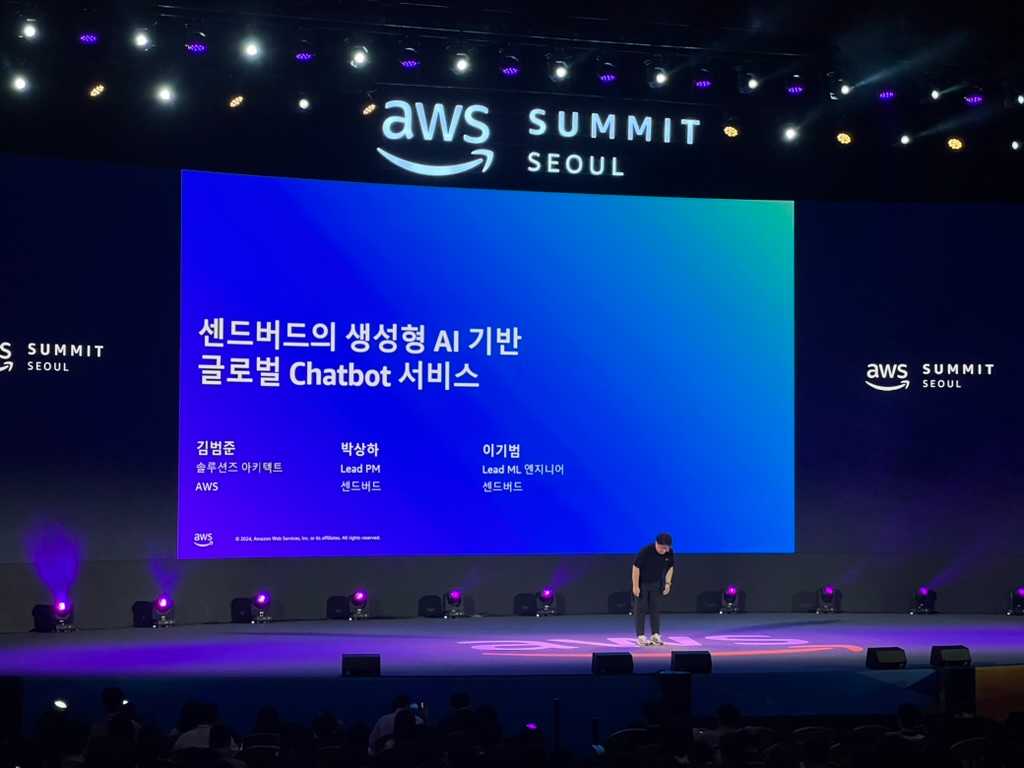 aws SUMMIT
SEOUL
센드버드의 생성형 AI 기반
글로벌 Chatbot 서비스
김범준
솔루션즈 아키텍트
AWS
박상하
Lead PM
센드버드
이기범
Lead ML 엔지니어
센드버드
aws
© 2024, Amazon Web Services, Inc. or its affiliates. All rights reserved.
S SUMMIT
SEOUL
aws SUMMIT
SEOUL
aws